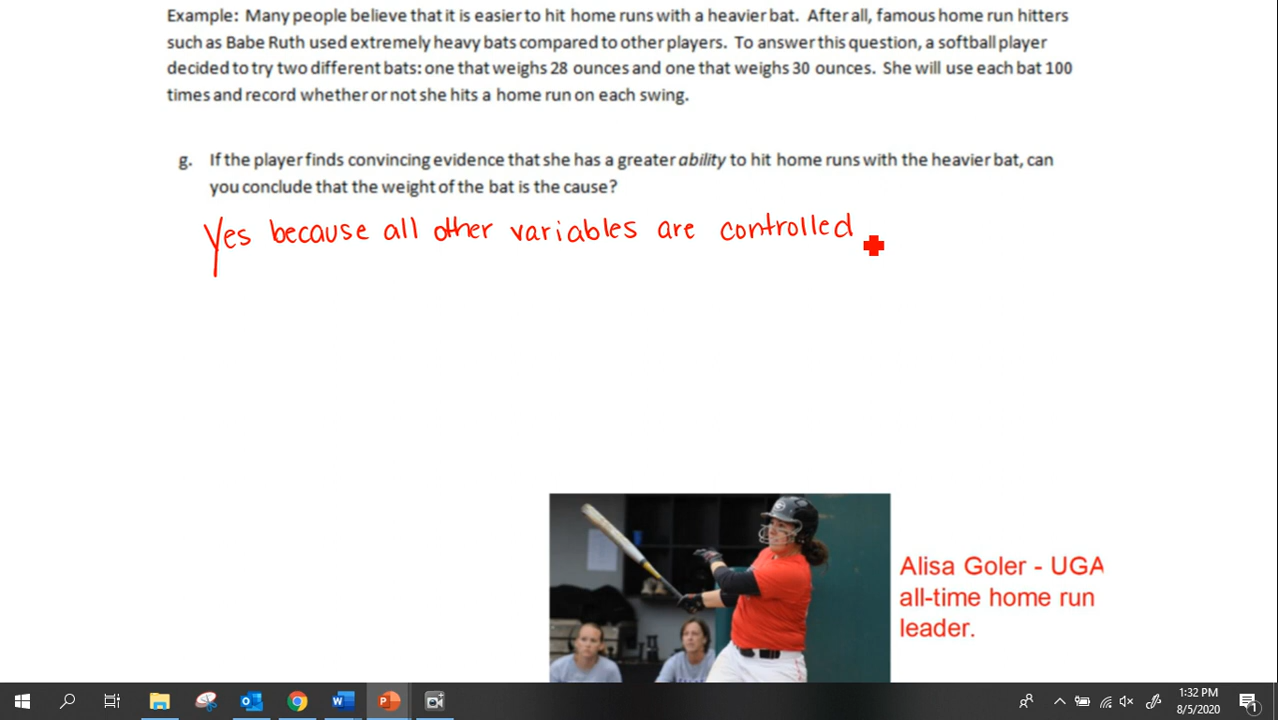 Example: Many people believe that it is easier to hit home runs with a heavier bat. After all, famous home run hitters
such as Babe Ruth used extremely heavy bats compared to other players. To answer this question, a softball player
decided to try two different bats: one that weighs 28 ounces and one that weighs 30 ounces. She will use each bat 100
times and record whether or not she hits a home run on each swing.
g. If the player finds convincing evidence that she has a greater ability to hit home runs with the heavier bat, can
you conclude that the weight of the bat is the cause?
Yes because all other variables are controlled
Alisa Goler - UGA
all-time home run
leader.
1:32 PM
8/5/2020
1